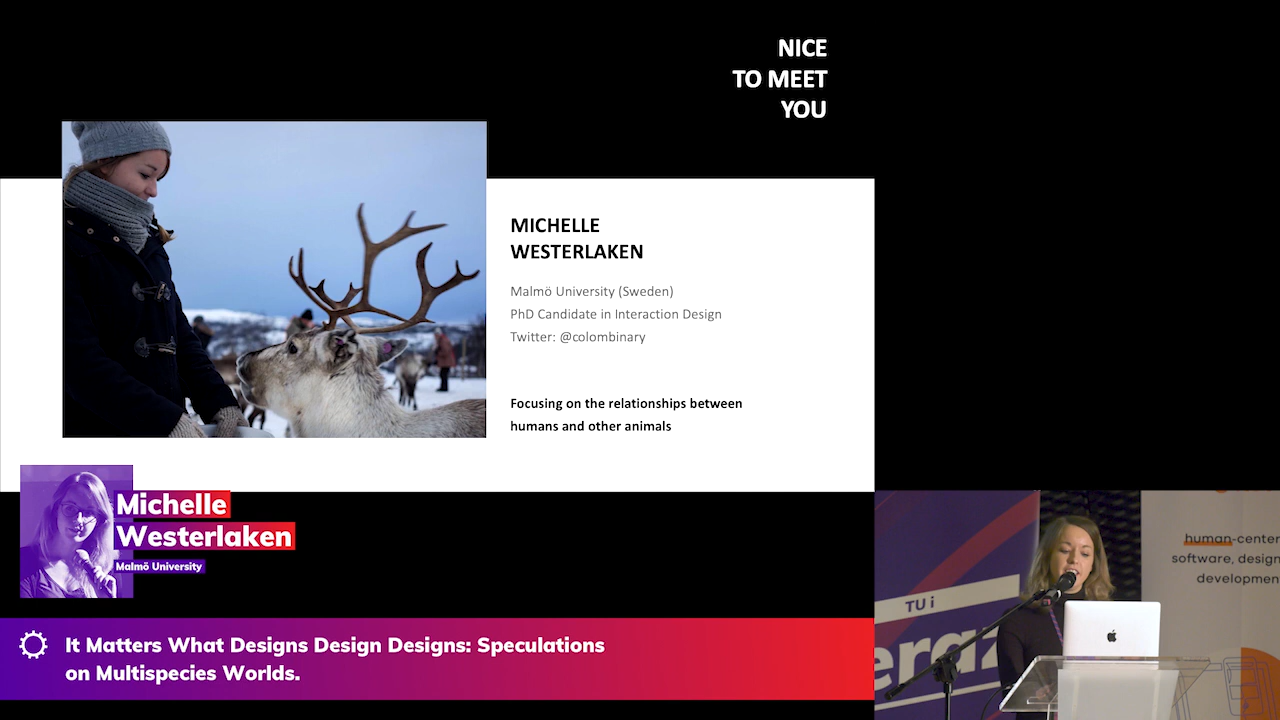 NICE
TO MEET
YOU
MICHELLE
WESTERLAKEN
Malmö University (Sweden)
PhD Candidate in Interaction Design
Twitter: @colombinary
Focusing on the relationships between
humans and other animals
Michelle
Westerlaken
Malmö University
It Matters What Designs Design Designs: Speculations
on Multispecies Worlds.
TU i
eraz
human-center
software, design
developmen